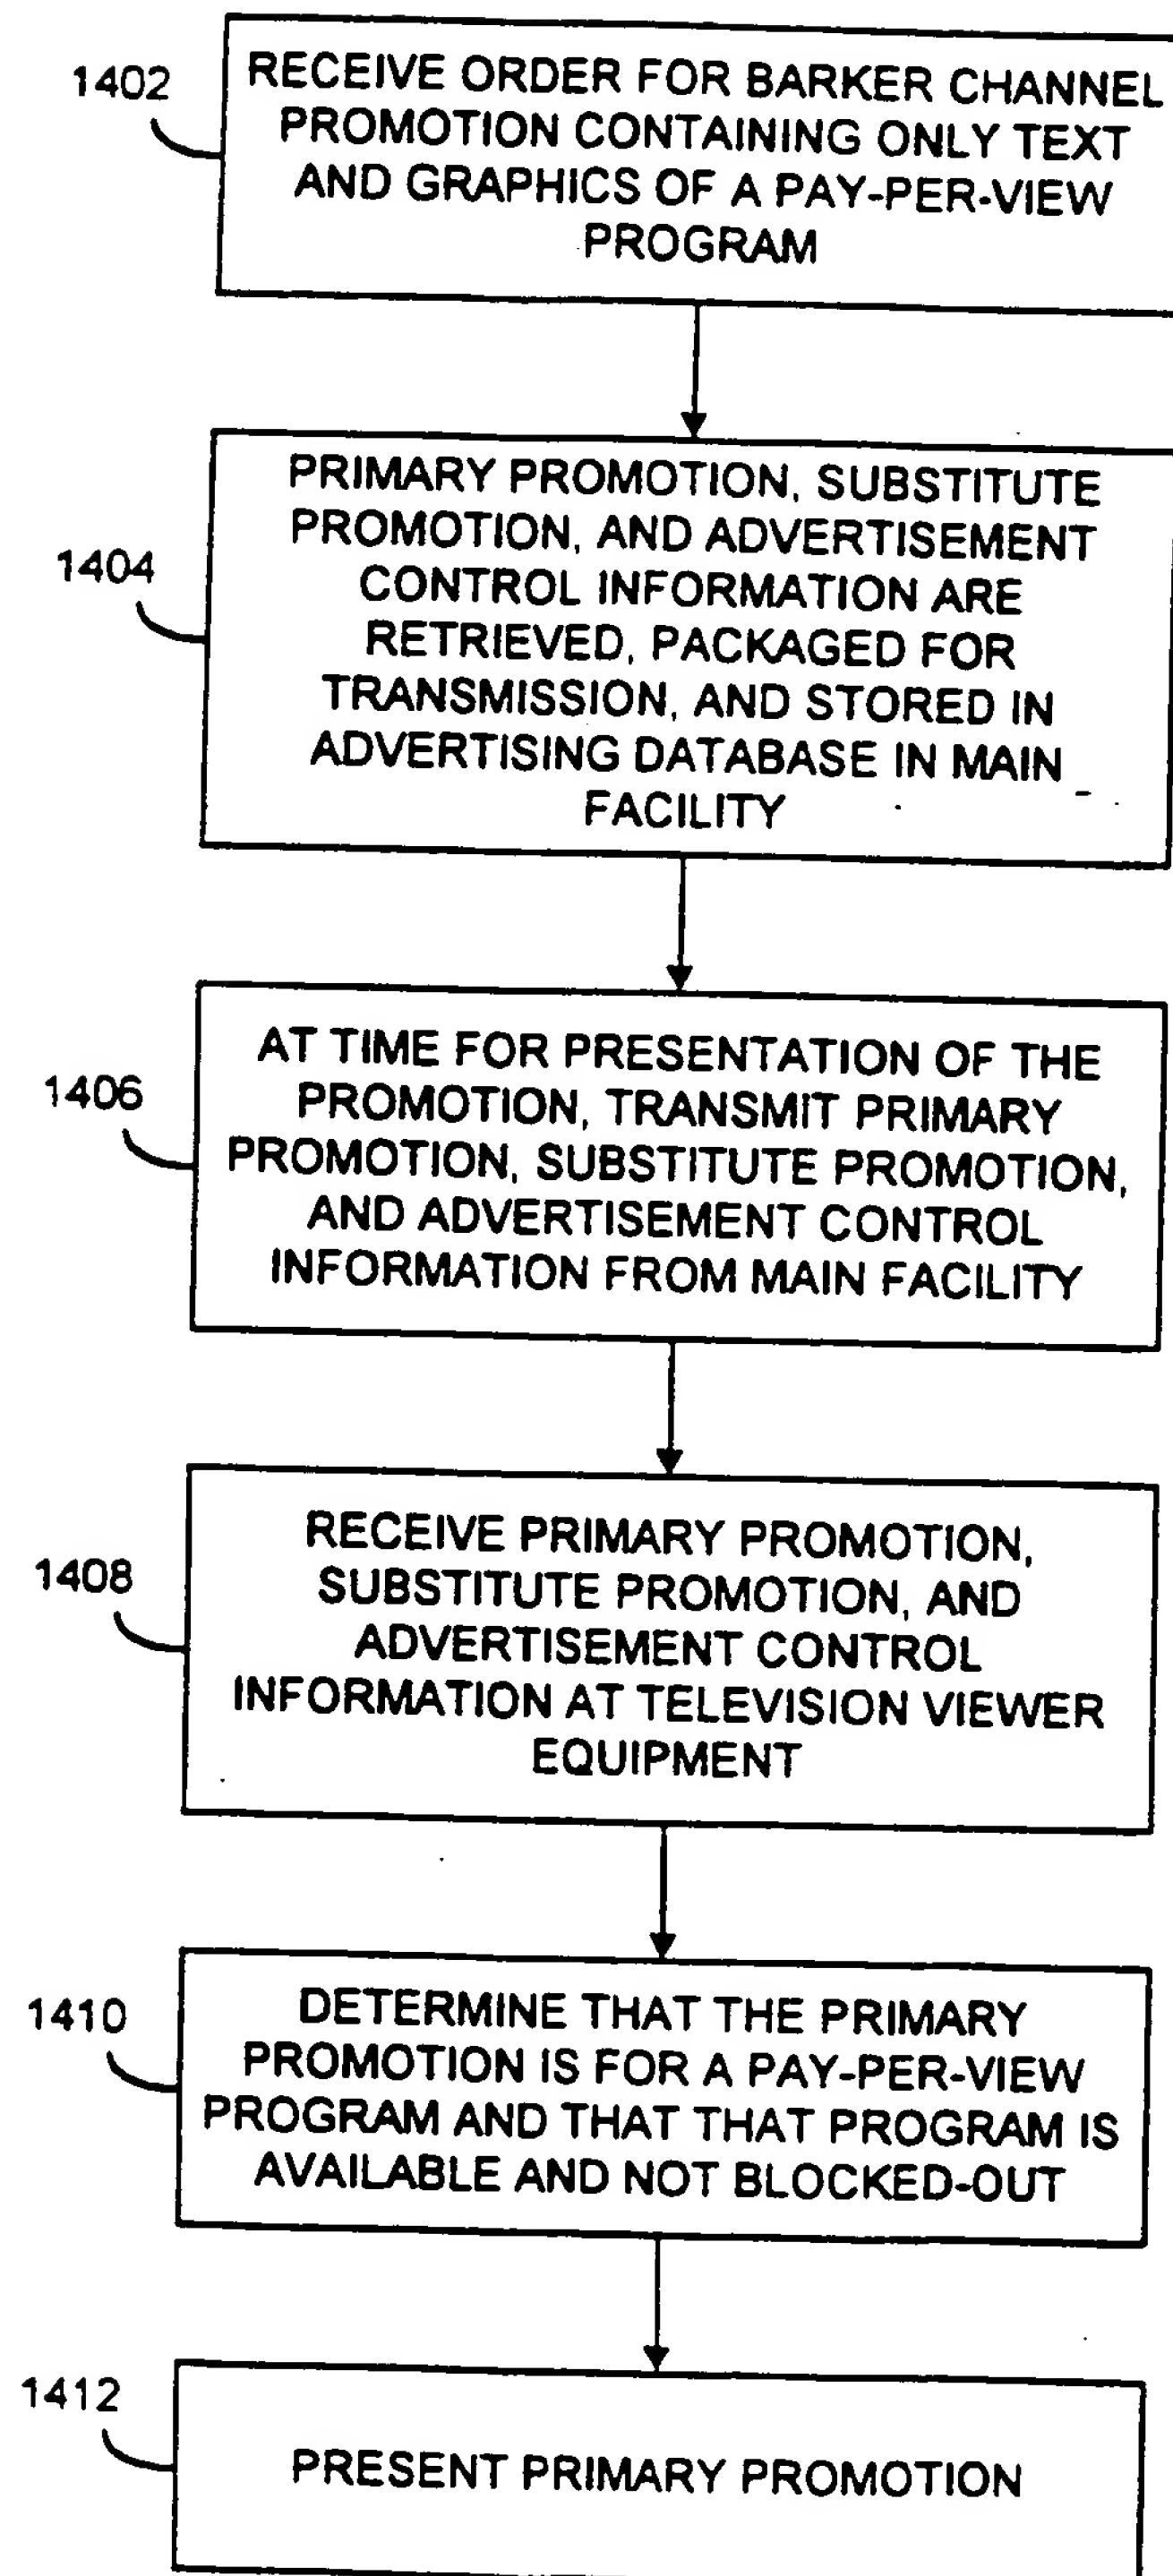 1402
RECEIVE ORDER FOR BARKER CHANNEL
PROMOTION CONTAINING ONLY TEXT
AND GRAPHICS OF A PAY-PER-VIEW
PROGRAM
1404
PRIMARY PROMOTION, SUBSTITUTE
PROMOTION, AND ADVERTISEMENT
CONTROL INFORMATION ARE
RETRIEVED, PACKAGED FOR
TRANSMISSION, AND STORED IN
ADVERTISING DATABASE IN MAIN
FACILITY
1406
AT TIME FOR PRESENTATION OF THE
PROMOTION, TRANSMIT PRIMARY
PROMOTION, SUBSTITUTE PROMOTION,
AND ADVERTISEMENT CONTROL
INFORMATION FROM MAIN FACILITY
1408
RECEIVE PRIMARY PROMOTION,
SUBSTITUTE PROMOTION, AND
ADVERTISEMENT CONTROL
INFORMATION AT TELEVISION VIEWER
EQUIPMENT
1410
DETERMINE THAT THE PRIMARY
PROMOTION IS FOR A PAY-PER-VIEW
PROGRAM AND THAT THAT PROGRAM IS
AVAILABLE AND NOT BLOCKED-OUT
1412
PRESENT PRIMARY PROMOTION